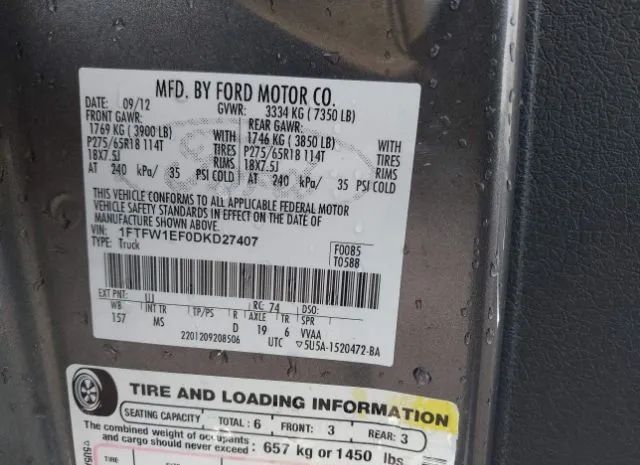 MFD. BY FORD MOTOR CO.
DATE: 09/12 GVWR: 3334 KG ( 7350 LB)
FRONT GAWR: REAR GAWR:
1769 KG ( 3900 LB) WITH 1746 KG ( 3850 LB) WITH
P275/65R18 114T TIRES P275/65R18 114T TIRES
18X7.5J RIMS 18X7.5J RIMS
AT 240 kPa/ 35 PSI COLD AT 240 kPa/ 35 PSI COLD
THIS VEHICLE CONFORMS TO ALL APPLICABLE FEDERAL MOTOR
VEHICLE SAFETY STANDARDS IN EFFECT ON THE DATE OF
MANUFACTURE SHOWN ABOVE.
VIN: 1FTFW1EF0DKD27407
TYPE: Truck
F0085
T0588
EXT PNT: UJ RC: 74 DSO:
WB INT TR TP/PS R AXLE TR SPR
157 MS D 19 6 VVAA
2201209208506 UTC ▽5U5A-1520472-BA
TIRE AND LOADING INFORMATION
SEATING CAPACITY TOTAL : 6 FRONT: 3 REAR: 3
The combined weight of occupants
and cargo should never exceed : 657 kg or 1450 lbs
TIRE